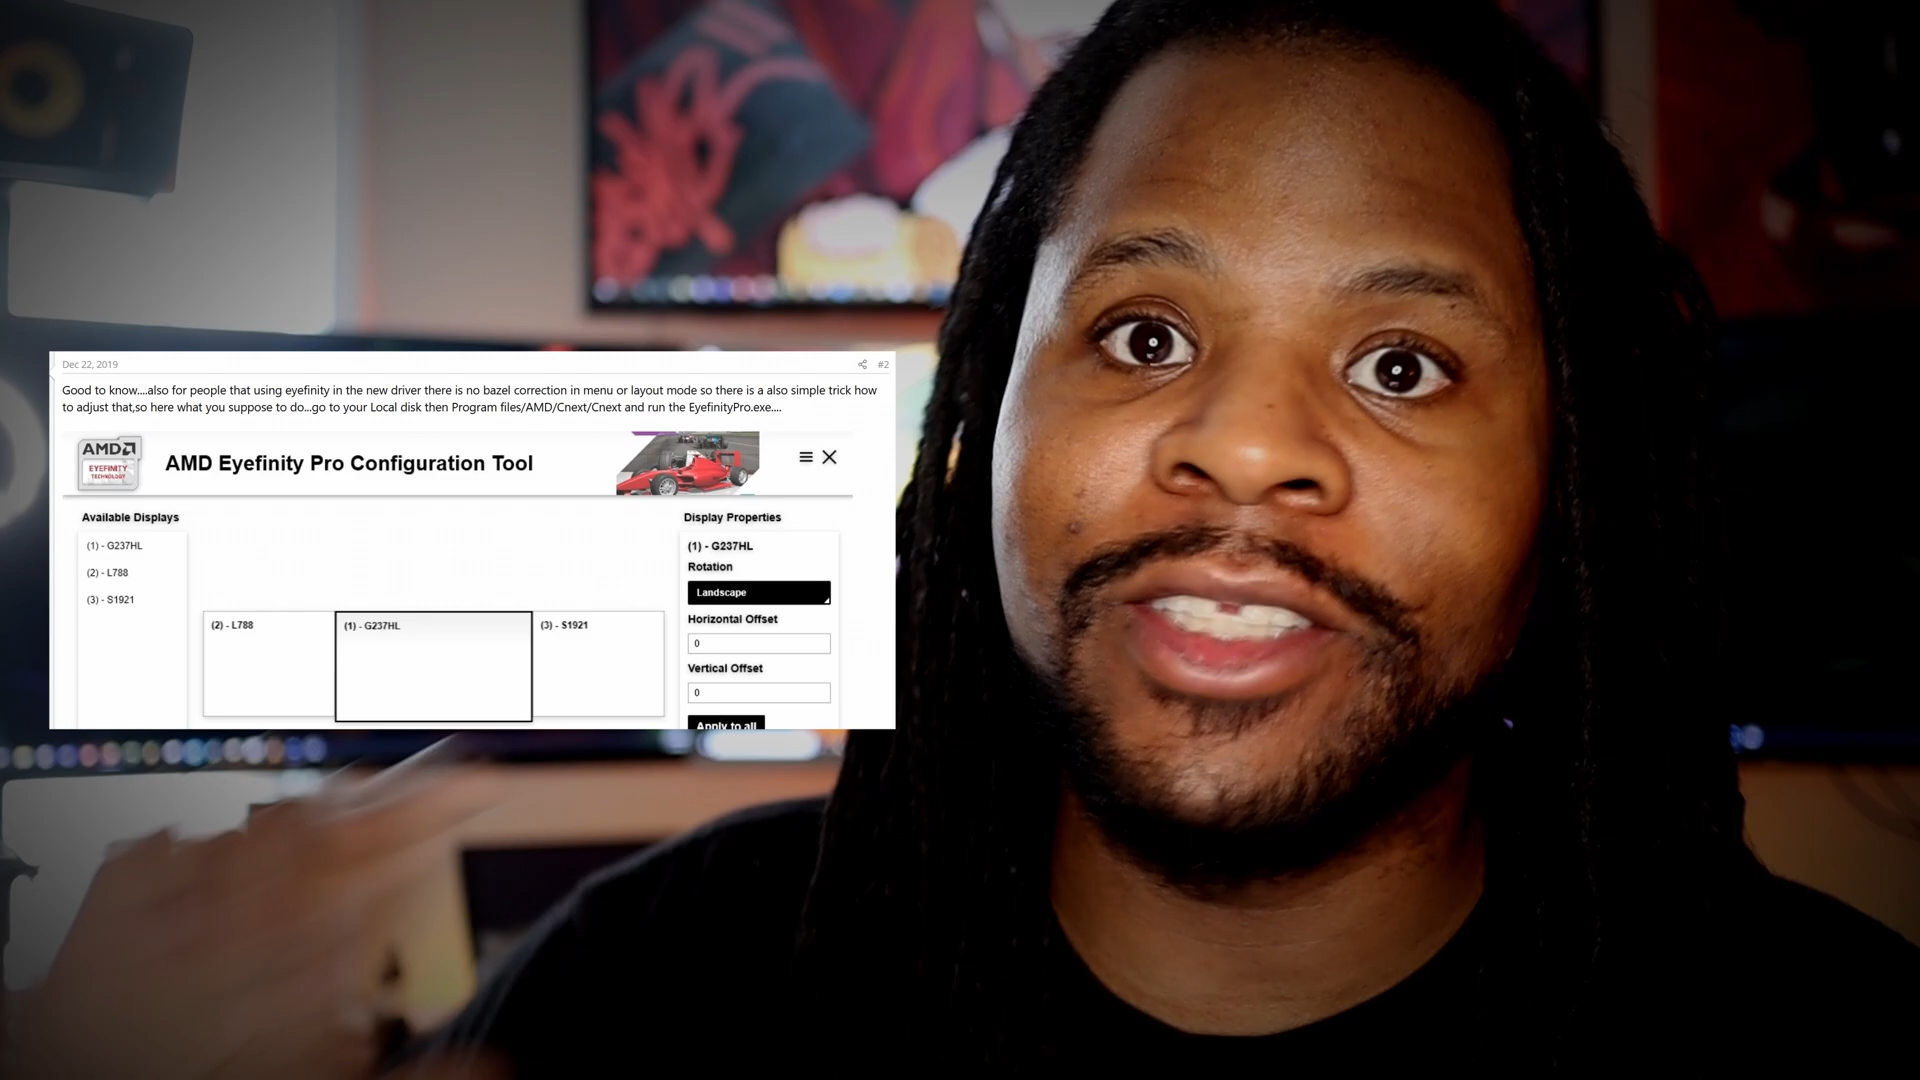 Dec 22, 2019
#2
Good to know....also for people that using eyefinity in the new driver there is no bazel correction in menu or layout mode so there is a also simple trick how
to adjust that,so here what you suppose to do...go to your Local disk then Program files/AMD/Cnext/Cnext and run the EyefinityPro.exe....
AMD
EYEFINITY
TECHNOLOGY
AMD Eyefinity Pro Configuration Tool
Available Displays
(1) - G237HL
(2) - L788
(3) - S1921
(2) - L788
(1) - G237HL
(3) - S1921
Display Properties
(1) - G237HL
Rotation
Landscape
Horizontal Offset
0
Vertical Offset
0
Apply to all